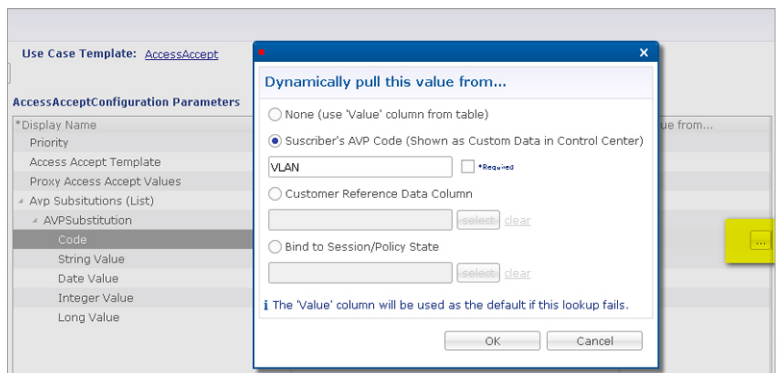 Use Case Template: AccessAccept
AccessAcceptConfiguration Parameters
*Display Name
Priority
Access Accept Template
Proxy Access Accept Values
Avp Subsitutions (List)
AVPSubstitution
Code
String Value
Date Value
Integer Value
Long Value
x
Dynamically pull this value from...
None (use 'Value' column from table)
Suscriber's AVP Code (Shown as Custom Data in Control Center)
VLAN
*Required
Customer Reference Data Column
select clear
Bind to Session/Policy State
select clear
i The 'Value' column will be used as the default if this lookup fails.
OK Cancel
ue from...
...